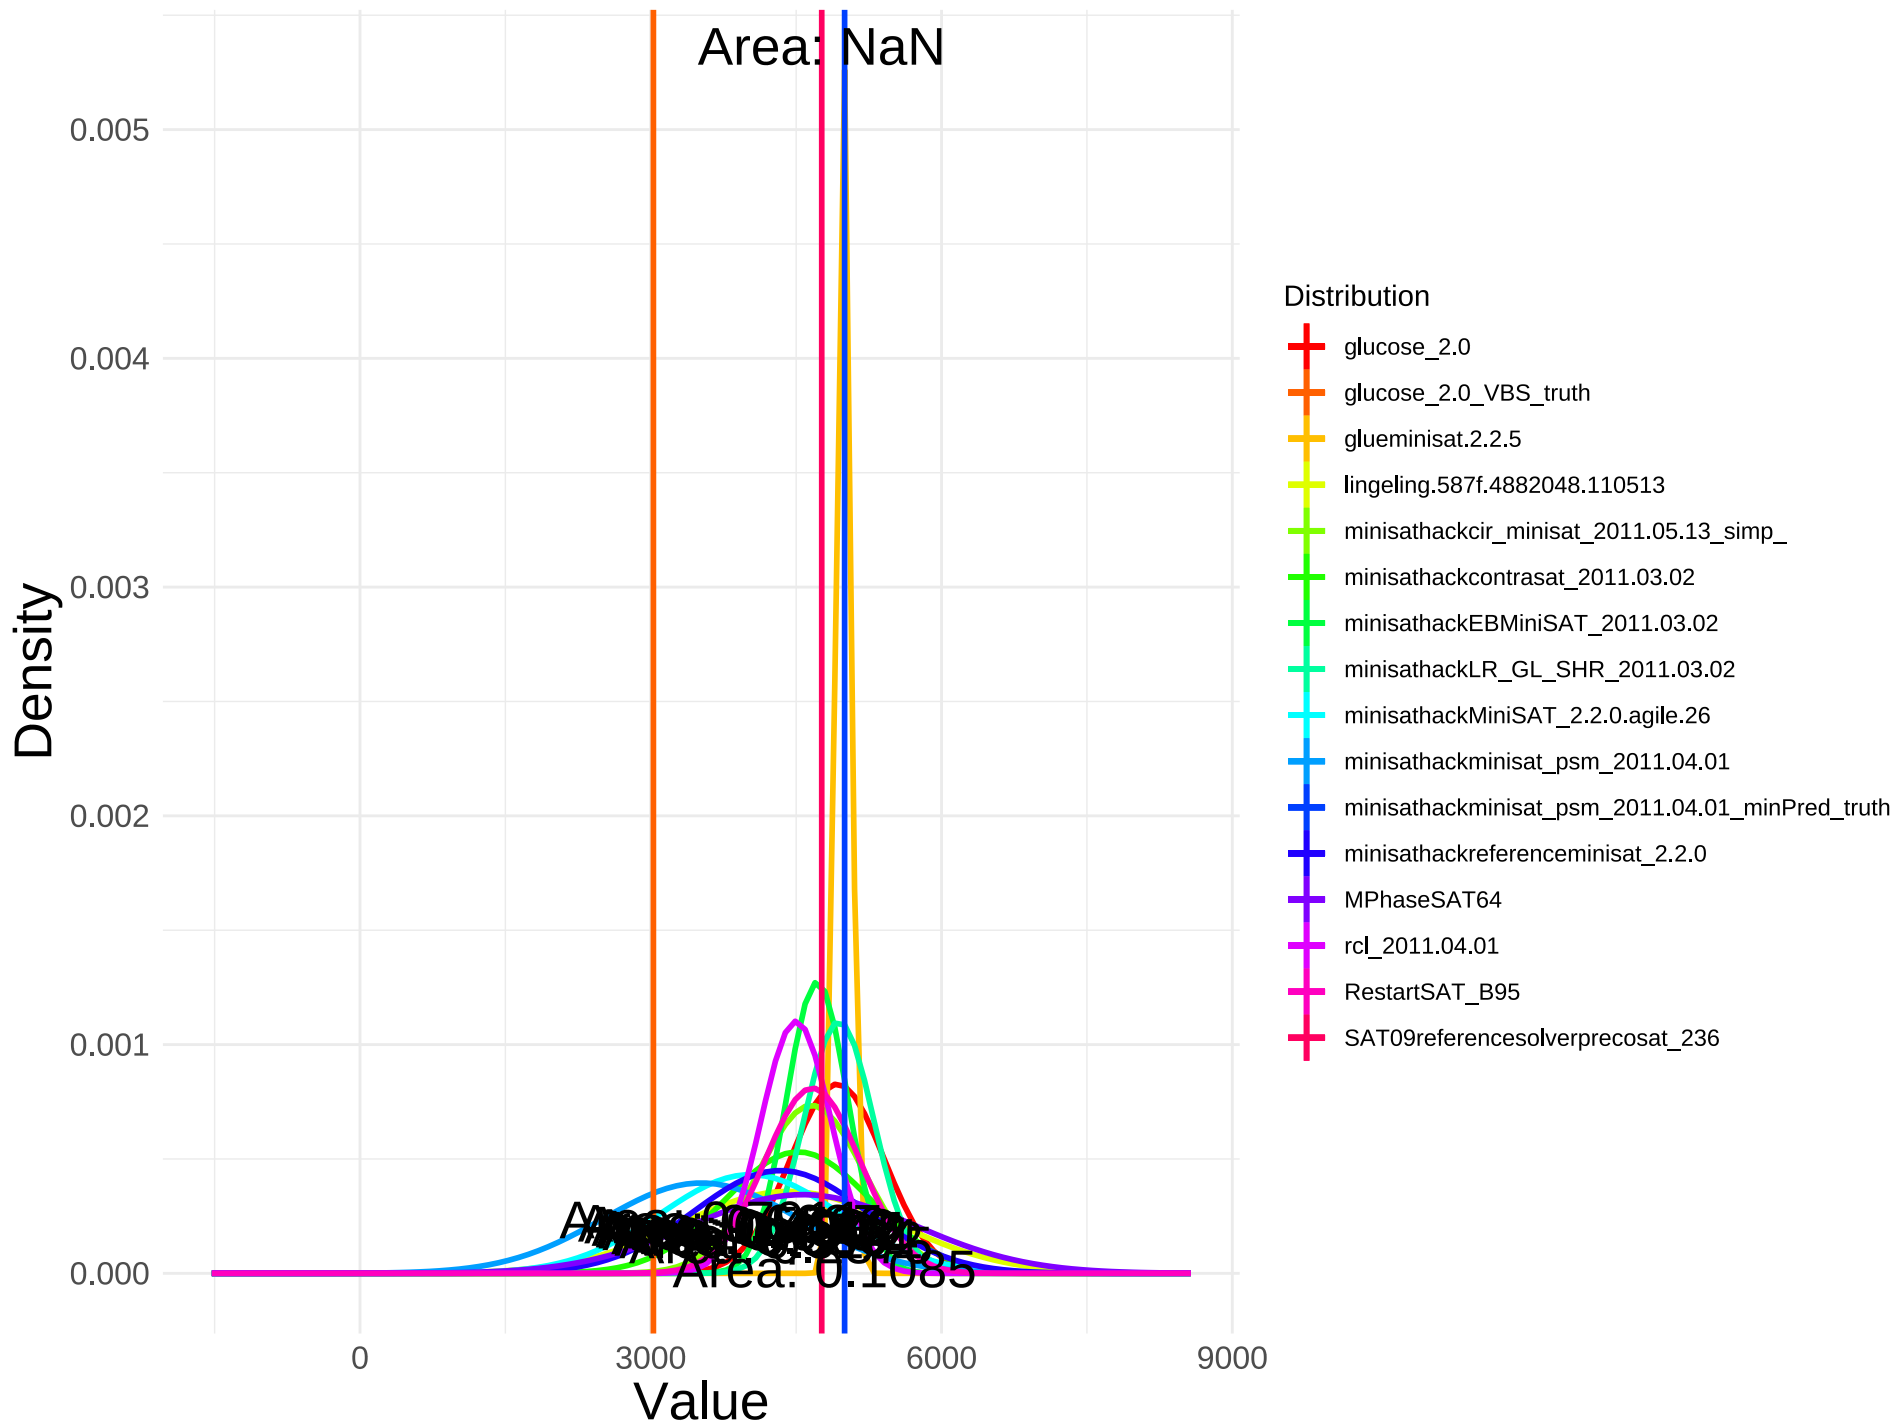 Area: NaN
0.005
0.004
0.003
0.002
0.001
0.000
Density
Area: 0.1085
0
3000
6000
9000
Value
Distribution
glucose_2.0
glucose_2.0_VBS_truth
glueminisat.2.2.5
lingeling.587f.4882048.110513
minisathackcir_minisat_2011.05.13_simp_
minisathackcontrasat_2011.03.02
minisathackEBMiniSAT_2011.03.02
minisathackLR_GL_SHR_2011.03.02
minisathackMiniSAT_2.2.0.agile.26
minisathackminisat_psm_2011.04.01
minisathackminisat_psm_2011.04.01_minPred_truth
minisathackreferenceminisat_2.2.0
MPhaseSAT64
rcl_2011.04.01
RestartSAT_B95
SAT09referencesolverprecosat_236